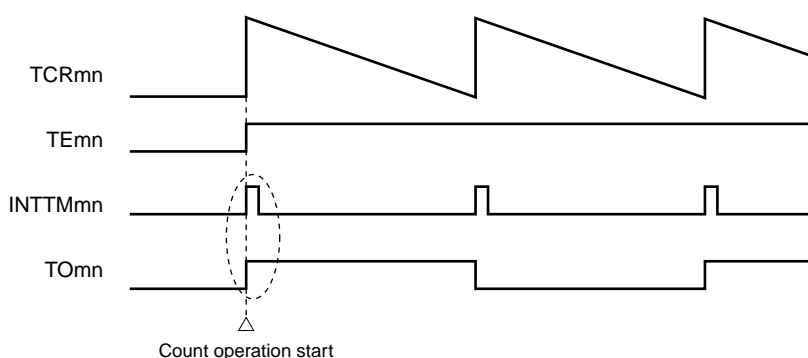 TCRmn
TEmn
INTTMmn
TOmn
Count operation start